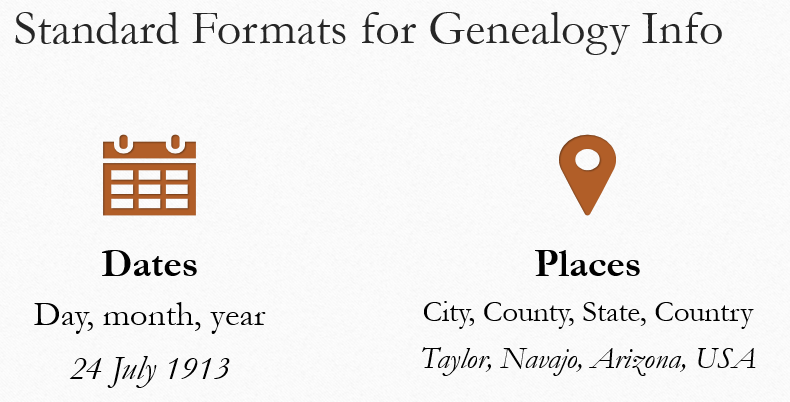 Standard Formats for Genealogy Info
Dates
Day, month, year
24 July 1913
Places
City, County, State, Country
Taylor, Navajo, Arizona, USA